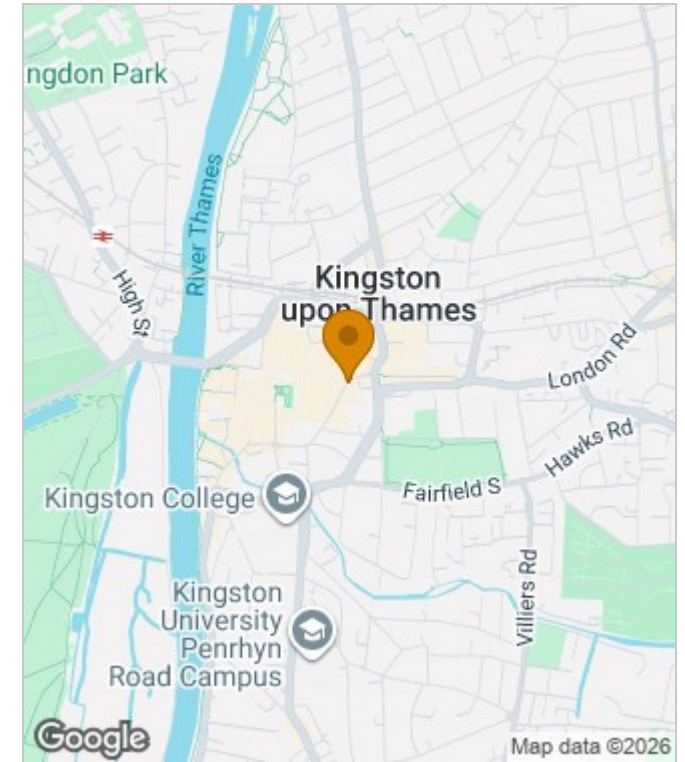 ngdon Park
River Thames
High St
Kingston
upon Thames
London Rd
Hawks Rd
Fairfield S
Kingston College
Villiers Rd
Kingston
University
Penrhyn
Road Campus
Google
Map data ©2026